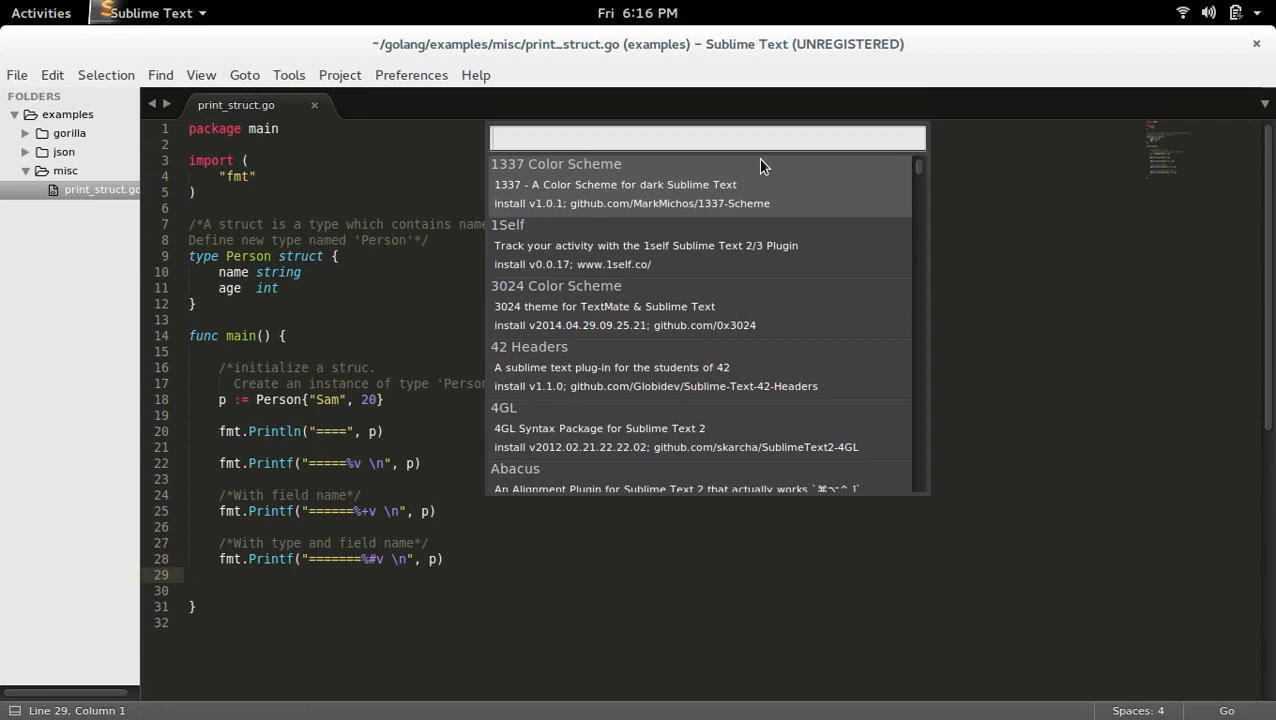 Activities Sublime Text Fri 6:16 PM
~/golang/examples/misc/print_struct.go (examples) – Sublime Text (UNREGISTERED)
File Edit Selection Find View Goto Tools Project Preferences Help
FOLDERS
examples
gorilla
json
misc
print_struct.go
print_struct.go
1 package main
2
3 import (
4 "fmt"
5 )
6
7 /*A struct is a type which contains name
8 Define new type named 'Person'*/
9 type Person struct {
10 name string
11 age int
12 }
13
14 func main() {
15
16 /*initialize a struc.
17 Create an instance of type 'Person
18 p := Person{"Sam", 20}
19
20 fmt.Println("====", p)
21
22 fmt.Printf("=====%v \n", p)
23
24 /*With field name*/
25 fmt.Printf("======%+v \n", p)
26
27 /*With type and field name*/
28 fmt.Printf("=======%#v \n", p)
29
30
31 }
32
1337 Color Scheme
1337 - A Color Scheme for dark Sublime Text
install v1.0.1; github.com/MarkMichos/1337-Scheme
1Self
Track your activity with the 1self Sublime Text 2/3 Plugin
install v0.0.17; www.1self.co/
3024 Color Scheme
3024 theme for TextMate & Sublime Text
install v2014.04.29.09.25.21; github.com/0x3024
42 Headers
A sublime text plug-in for the students of 42
install v1.1.0; github.com/Globidev/Sublime-Text-42-Headers
4GL
4GL Syntax Package for Sublime Text 2
install v2012.02.21.22.22.02; github.com/skarcha/SublimeText2-4GL
Abacus
An Alignment Plugin for Sublime Text 2 that actually works `⌘⌥⌃ ]`
Line 29, Column 1 Spaces: 4 Go